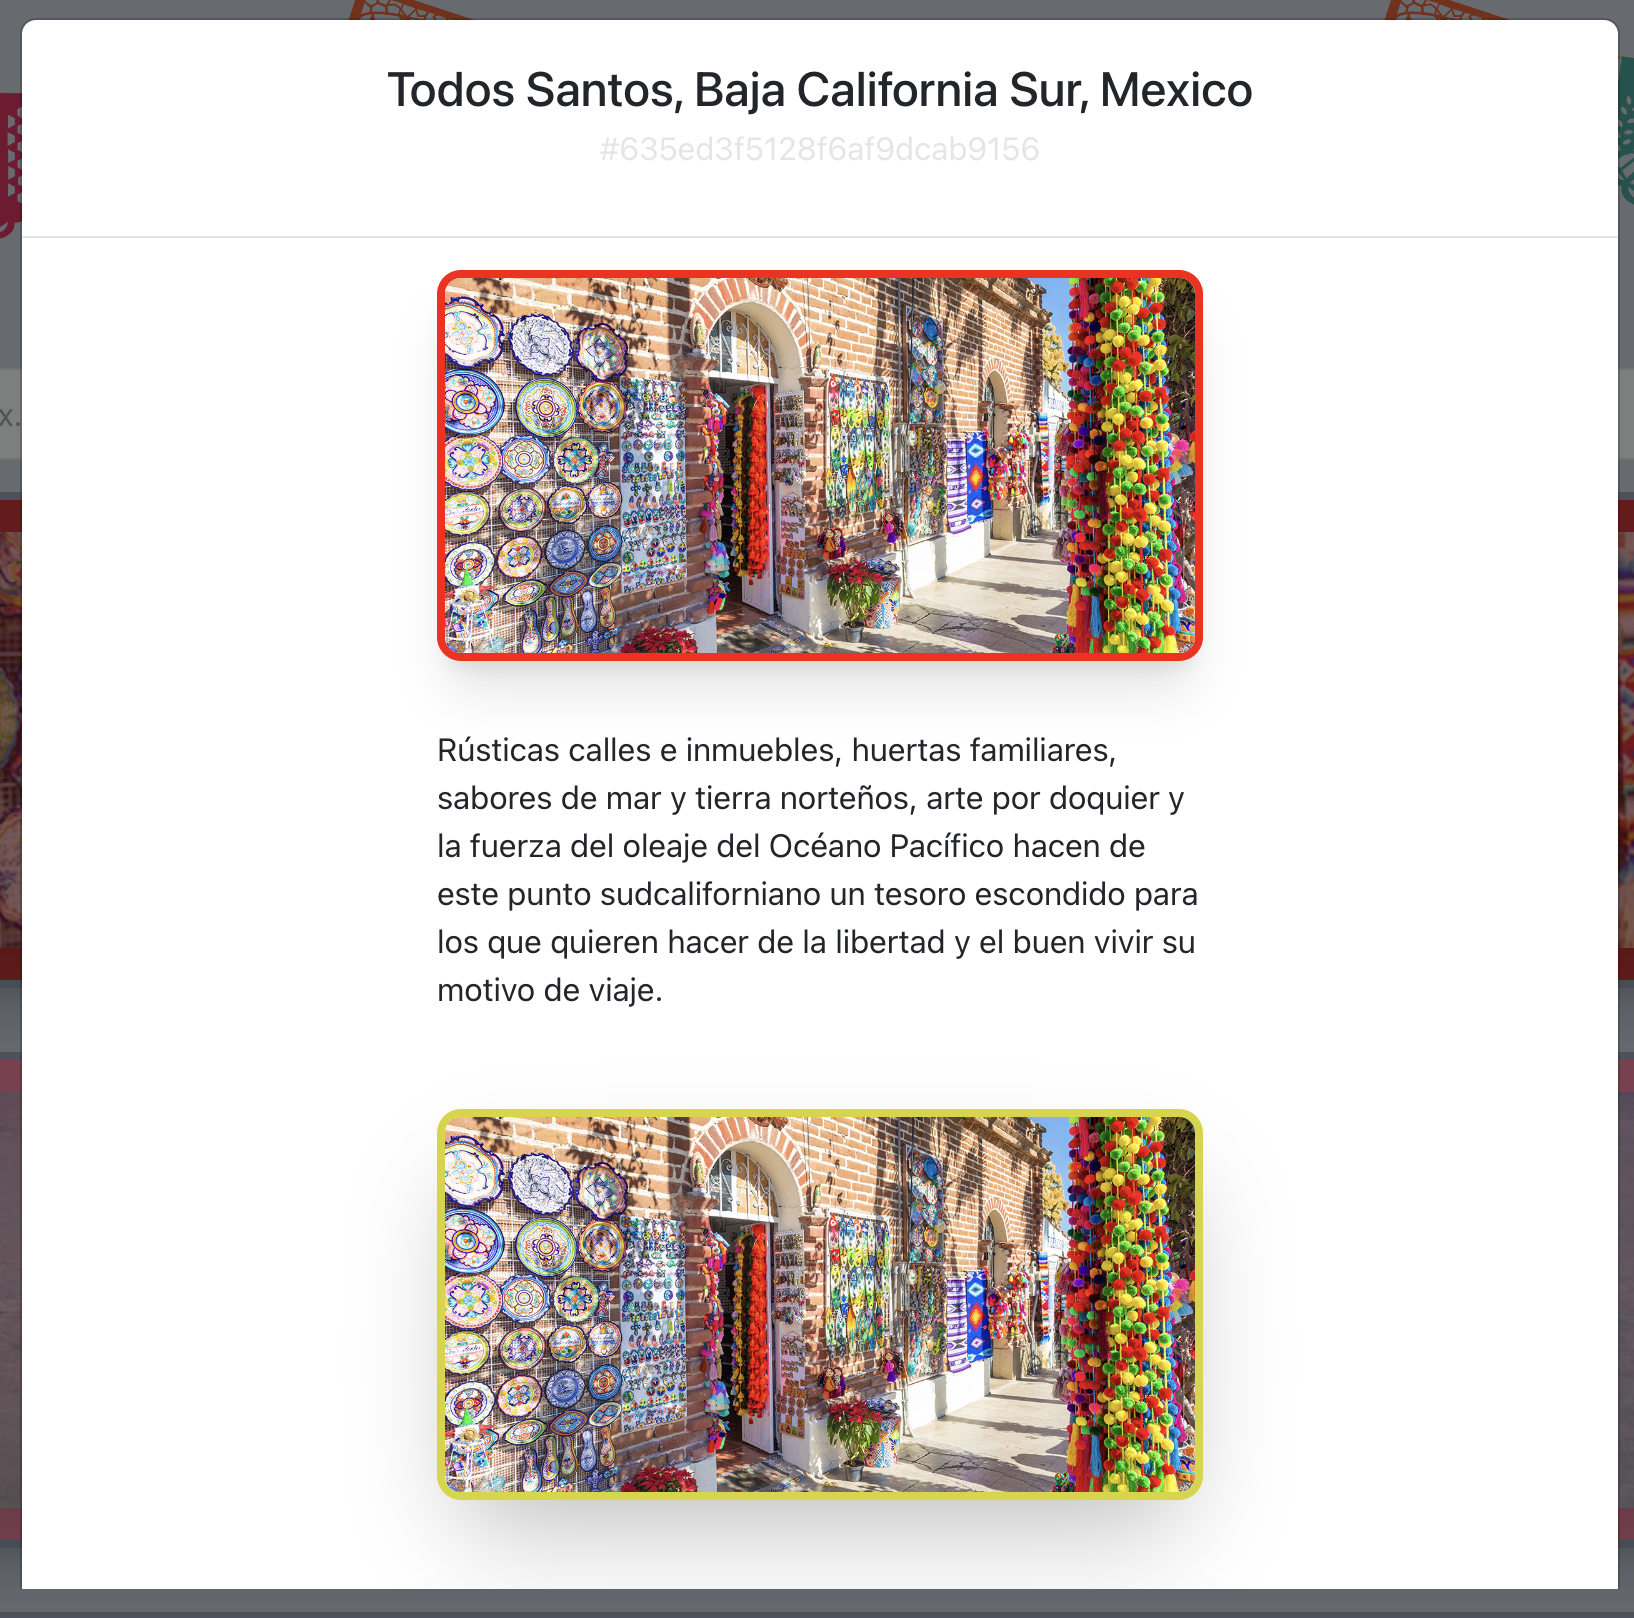 Todos Santos, Baja California Sur, Mexico
#635ed3f5128f6af9dcab9156
x.
Rústicas calles e inmuebles, huertas familiares,
sabores de mar y tierra norteños, arte por doquier y
la fuerza del oleaje del Océano Pacífico hacen de
este punto sudcaliforniano un tesoro escondido para
los que quieren hacer de la libertad y el buen vivir su
motivo de viaje.